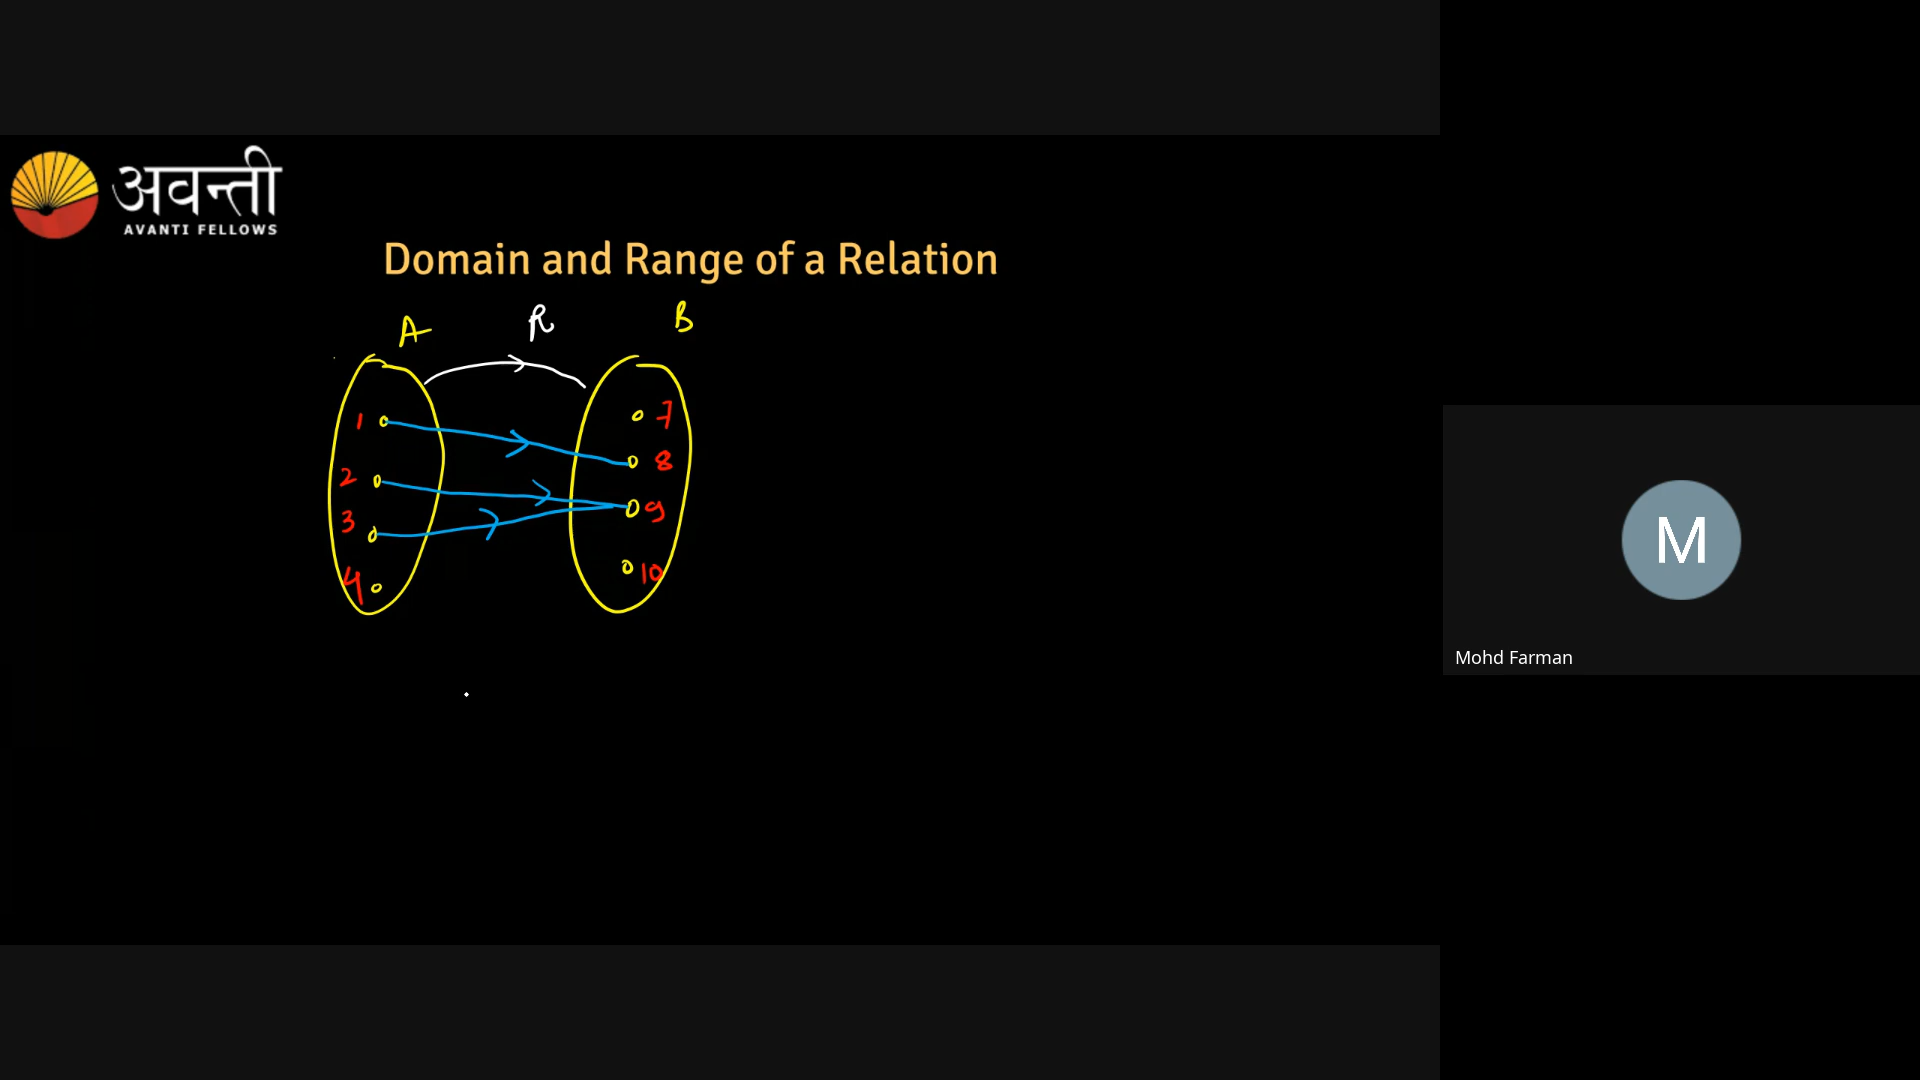 अवन्ती
AVANTI FELLOWS
Domain and Range of a Relation
A R B
1 7
2 8
3 9
4 10
M
Mohd Farman